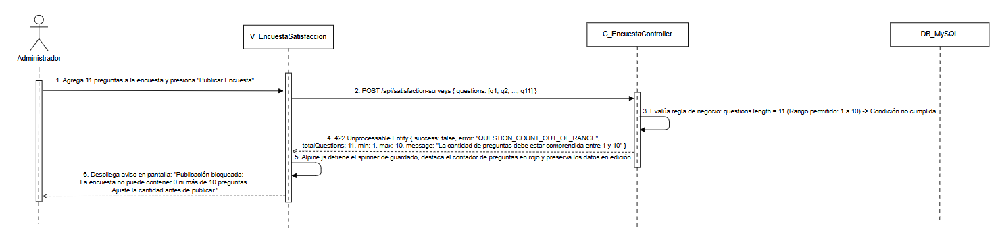 V_EncuestaSatisfaccion
C_EncuestaController
DB_MySQL
Administrador
1. Agrega 11 preguntas a la encuesta y presiona "Publicar Encuesta"
2. POST /api/satisfaction-surveys { questions: [q1, q2, ..., q11] }
3. Evalúa regla de negocio: questions.length = 11 (Rango permitido: 1 a 10) -> Condición no cumplida
4. 422 Unprocessable Entity { success: false, error: "QUESTION_COUNT_OUT_OF_RANGE",
totalQuestions: 11, min: 1, max: 10, message: "La cantidad de preguntas debe estar comprendida entre 1 y 10" }
5. Alpine.js detiene el spinner de guardado, destaca el contador de preguntas en rojo y preserva los datos en edición
6. Despliega aviso en pantalla: "Publicación bloqueada:
La encuesta no puede contener 0 ni más de 10 preguntas.
Ajuste la cantidad antes de publicar."